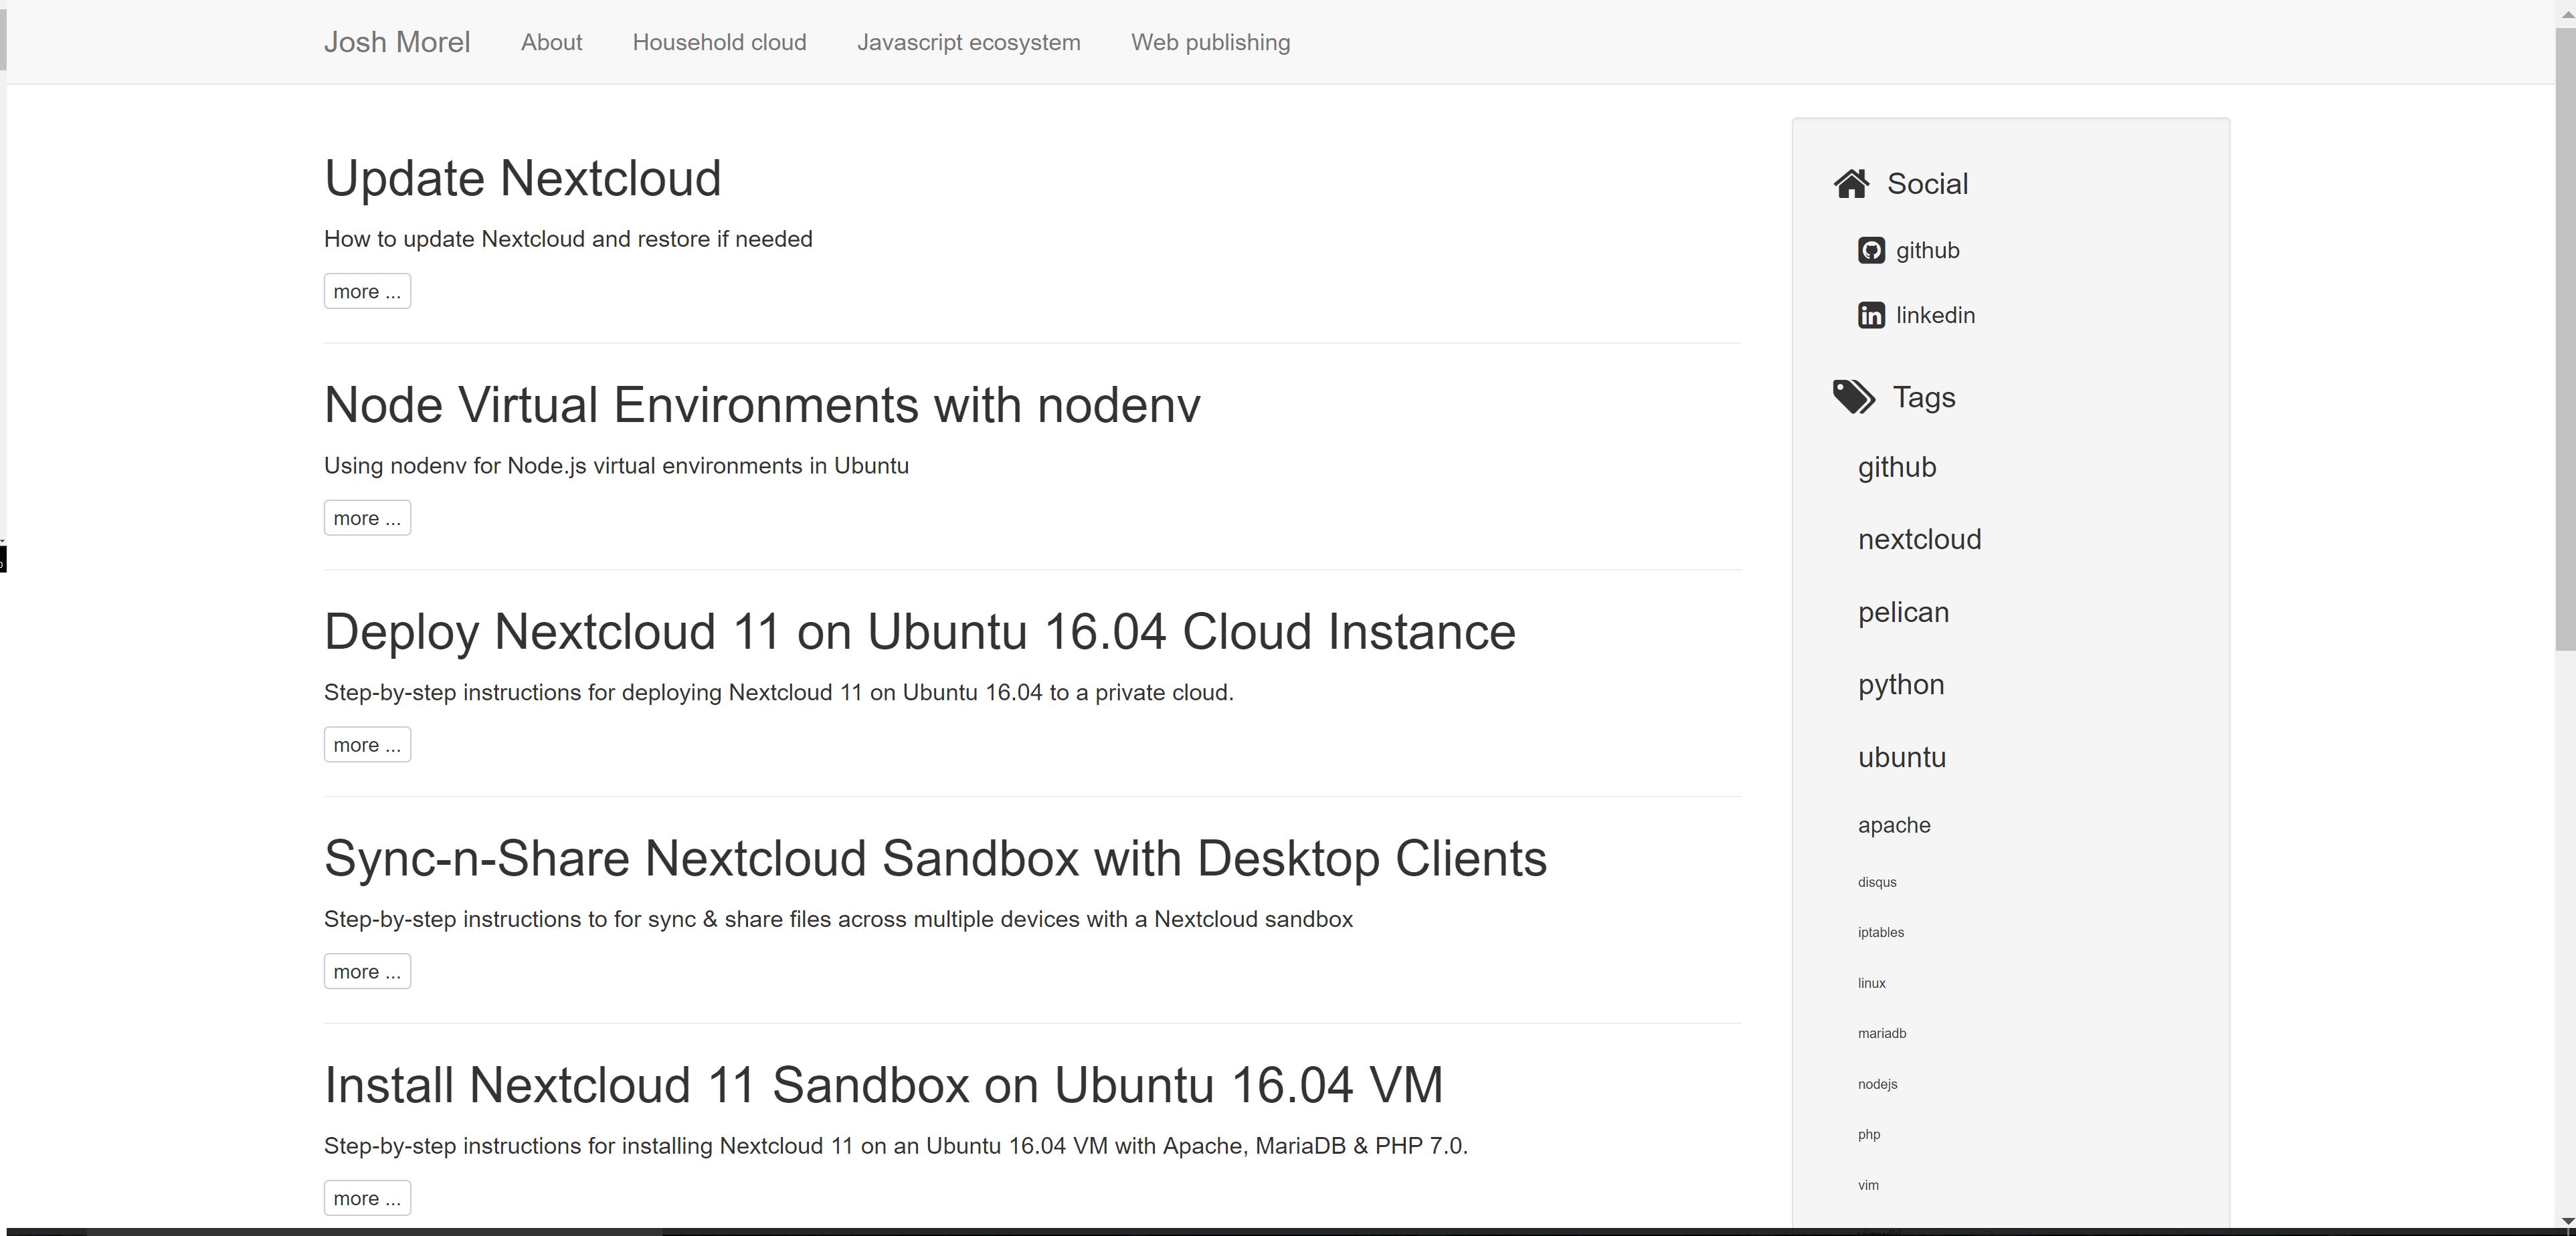 Josh Morel About Household cloud Javascript ecosystem Web publishing
Update Nextcloud
How to update Nextcloud and restore if needed
more ...
Node Virtual Environments with nodenv
Using nodenv for Node.js virtual environments in Ubuntu
more ...
Deploy Nextcloud 11 on Ubuntu 16.04 Cloud Instance
Step-by-step instructions for deploying Nextcloud 11 on Ubuntu 16.04 to a private cloud.
more ...
Sync-n-Share Nextcloud Sandbox with Desktop Clients
Step-by-step instructions to for sync & share files across multiple devices with a Nextcloud sandbox
more ...
Install Nextcloud 11 Sandbox on Ubuntu 16.04 VM
Step-by-step instructions for installing Nextcloud 11 on an Ubuntu 16.04 VM with Apache, MariaDB & PHP 7.0.
more ...
Social
github
linkedin
Tags
github
nextcloud
pelican
python
ubuntu
apache
disqus
iptables
linux
mariadb
nodejs
php
vim